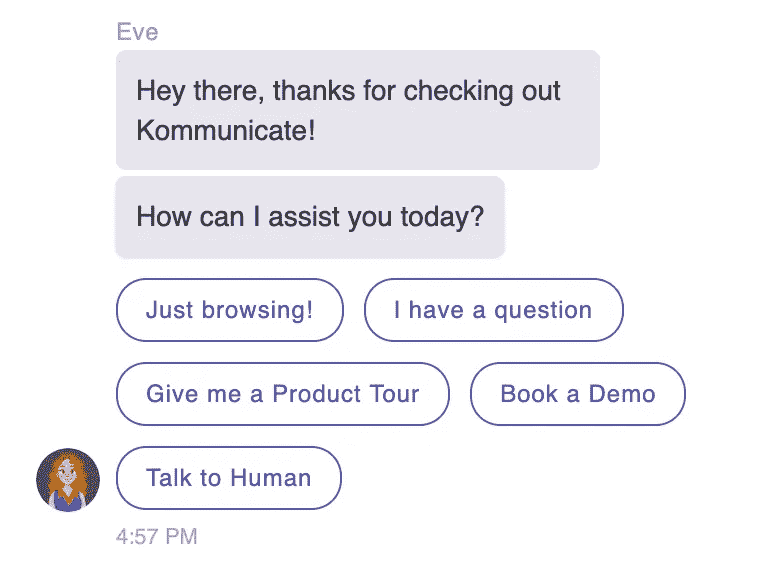 Eve
Hey there, thanks for checking out
Kommunicate!
How can I assist you today?
Just browsing!
I have a question
Give me a Product Tour
Book a Demo
Talk to Human
4:57 PM